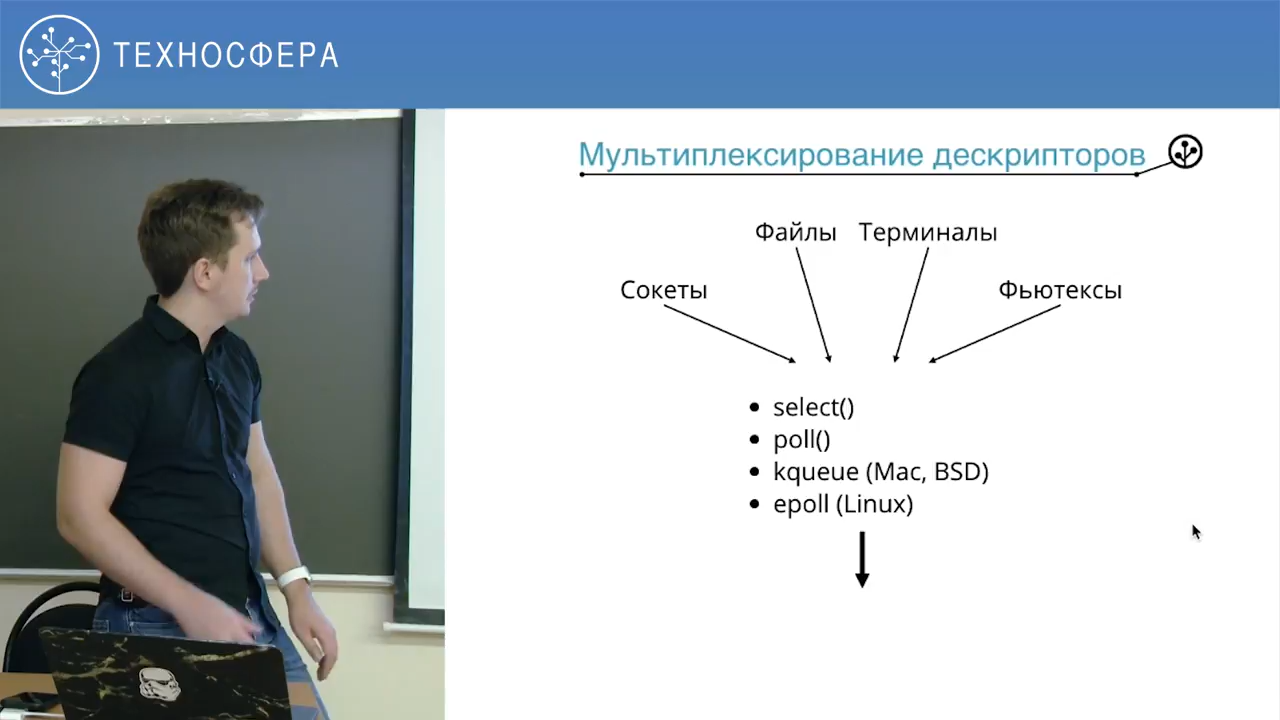 ТЕХНОСФЕРА
Мультиплексирование дескрипторов
Файлы Терминалы
Сокеты Фьютексы
• select()
• poll()
• kqueue (Mac, BSD)
• epoll (Linux)